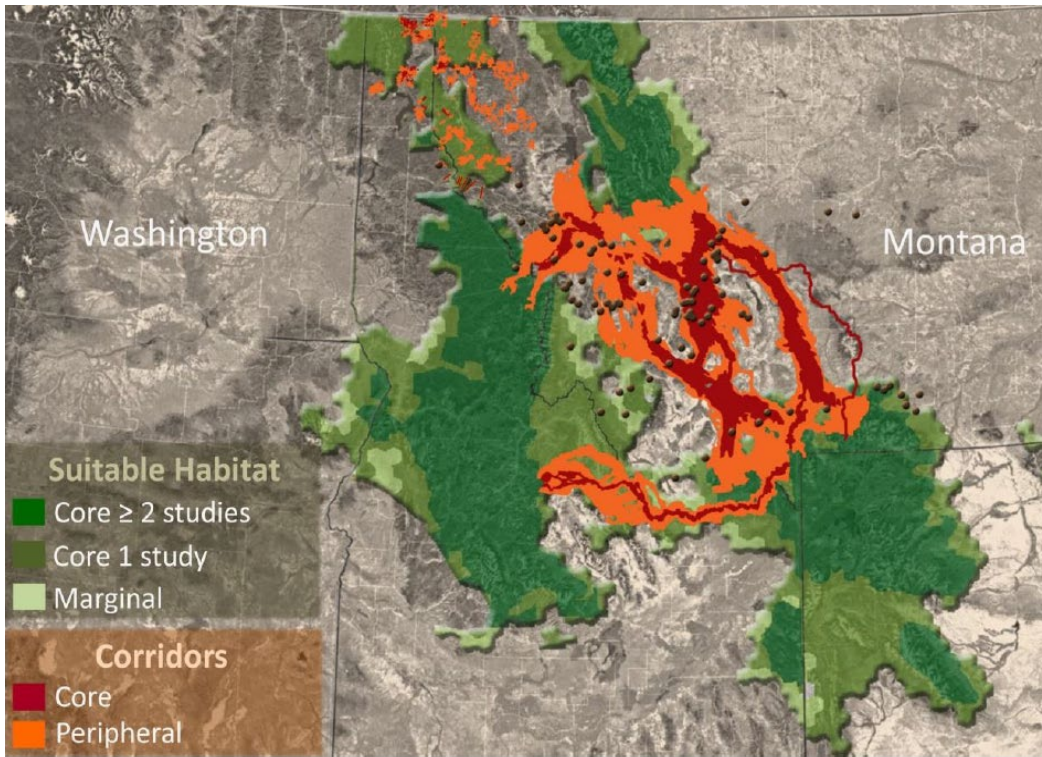 Washington
Montana
Suitable Habitat
Core ≥ 2 studies
Core 1 study
Marginal
Corridors
Core
Peripheral